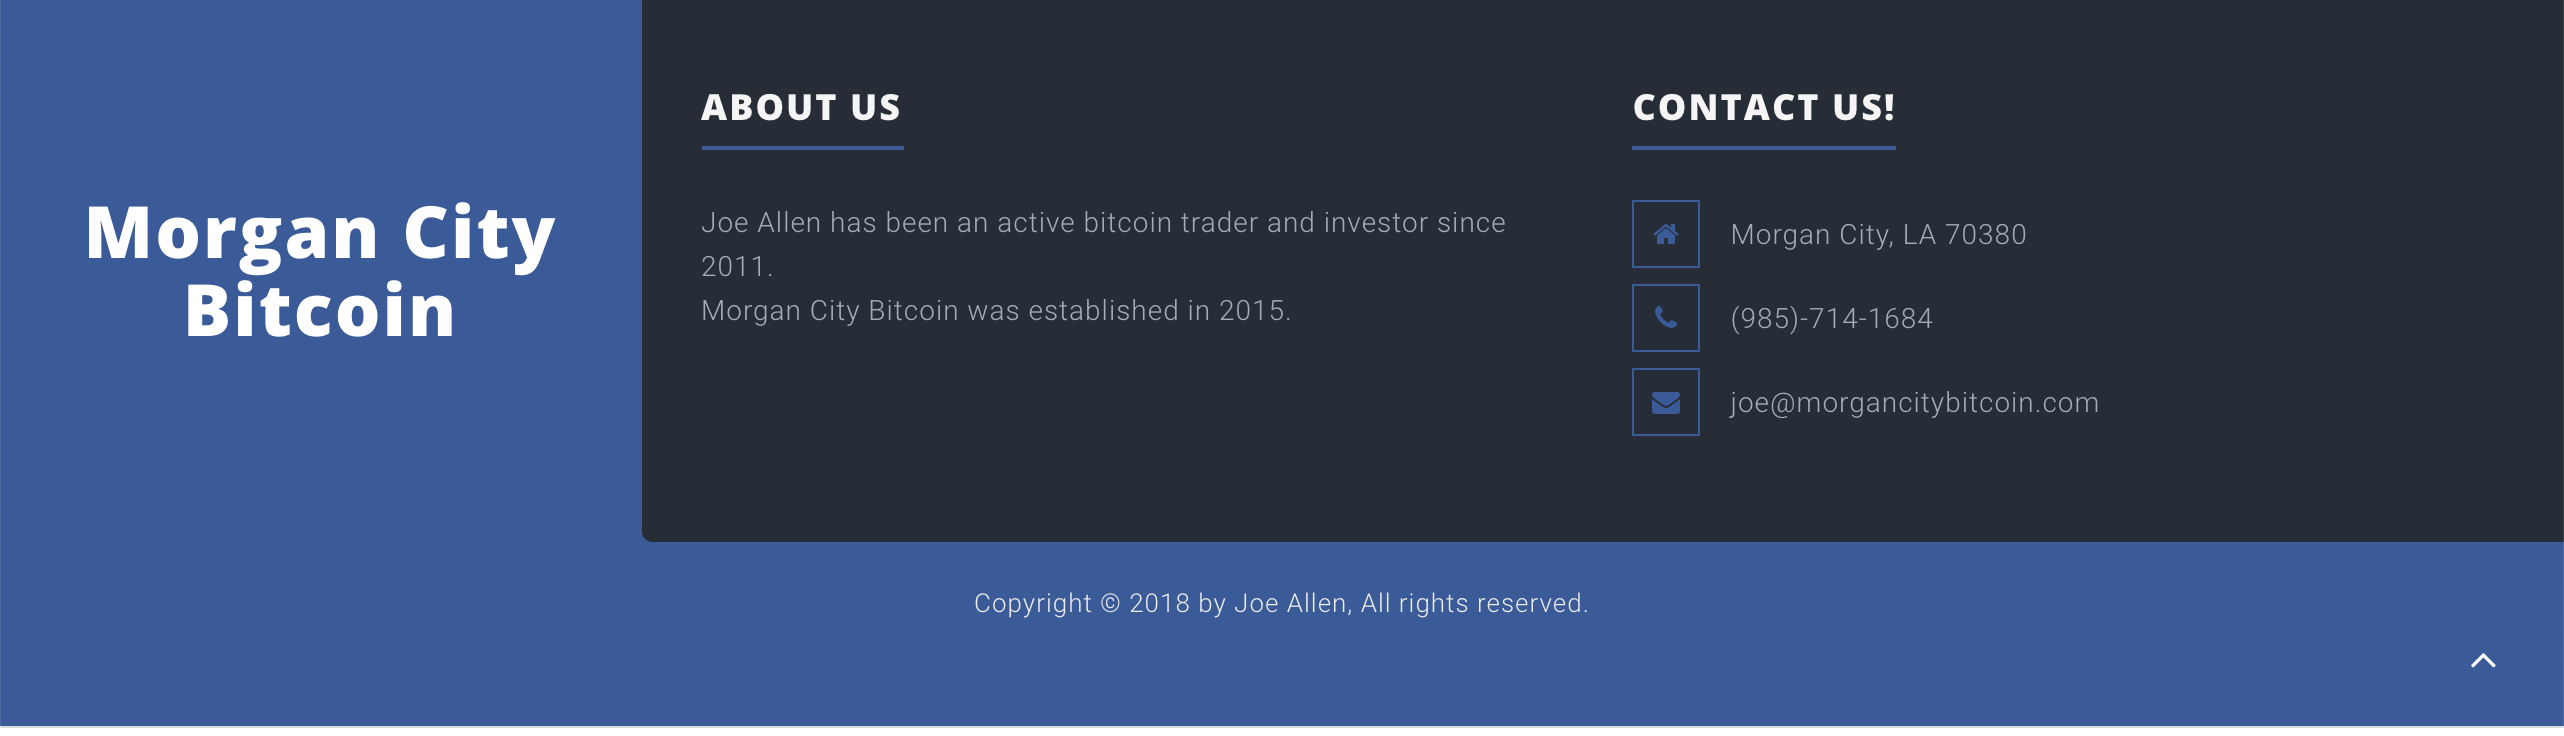 Morgan City
Bitcoin
ABOUT US
Joe Allen has been an active bitcoin trader and investor since
2011.
Morgan City Bitcoin was established in 2015.
CONTACT US!
Morgan City, LA 70380
(985)-714-1684
joe@morgancitybitcoin.com
Copyright © 2018 by Joe Allen, All rights reserved.